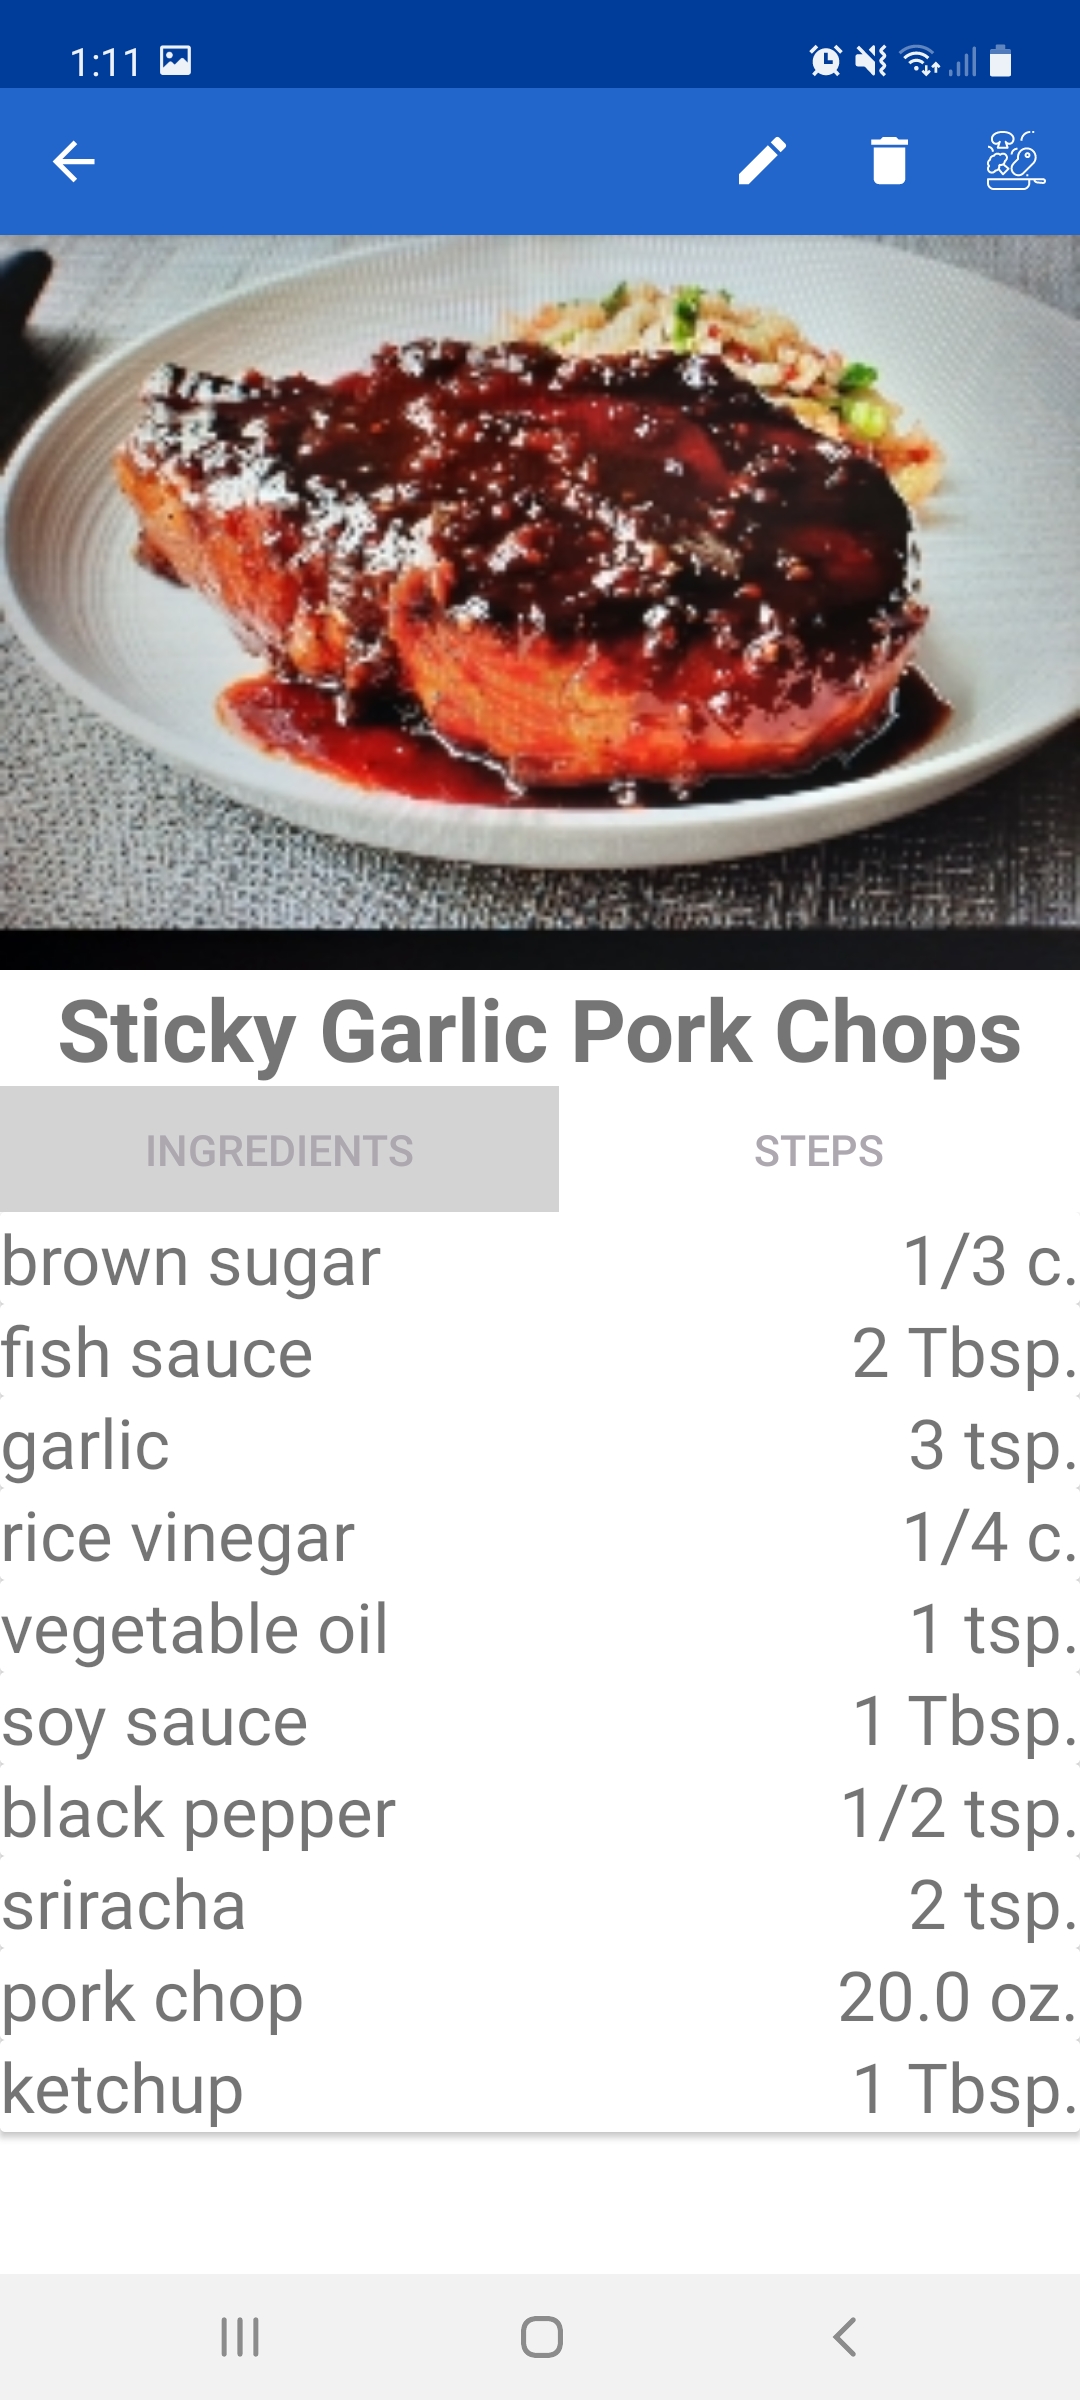 1:11
Sticky Garlic Pork Chops
INGREDIENTS STEPS
brown sugar 1/3 c.
fish sauce 2 Tbsp.
garlic 3 tsp.
rice vinegar 1/4 c.
vegetable oil 1 tsp.
soy sauce 1 Tbsp.
black pepper 1/2 tsp.
sriracha 2 tsp.
pork chop 20.0 oz.
ketchup 1 Tbsp.